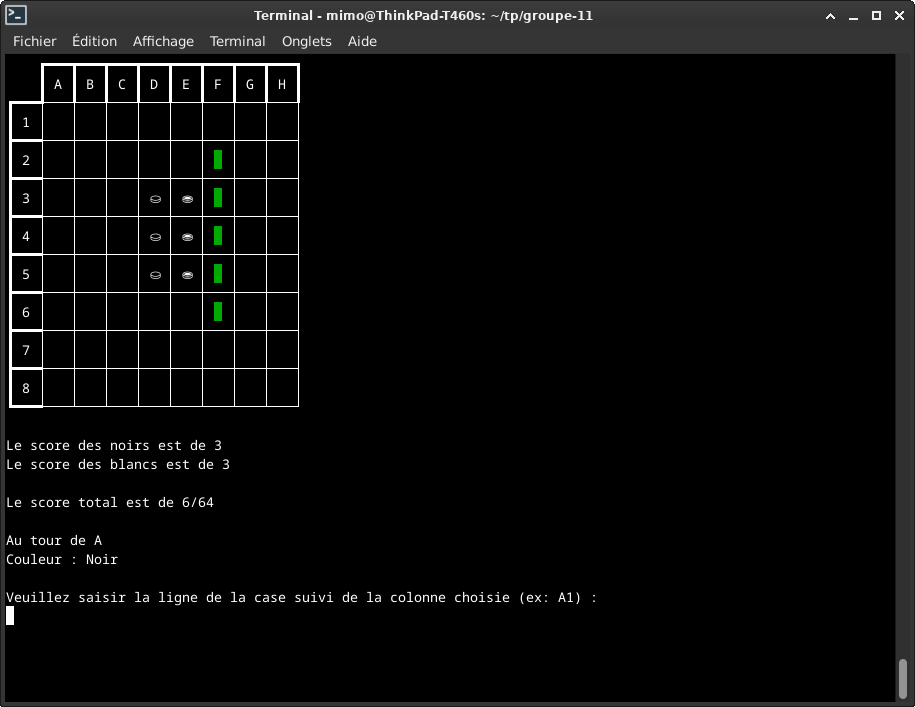 Terminal - mimo@ThinkPad-T460s: ~/tp/groupe-11
Fichier Édition Affichage Terminal Onglets Aide
A B C D E F G H
1
2
3 ⛀ ⛂
4 ⛀ ⛂
5 ⛀ ⛂
6
7
8
Le score des noirs est de 3
Le score des blancs est de 3
Le score total est de 6/64
Au tour de A
Couleur : Noir
Veuillez saisir la ligne de la case suivi de la colonne choisie (ex: A1) :